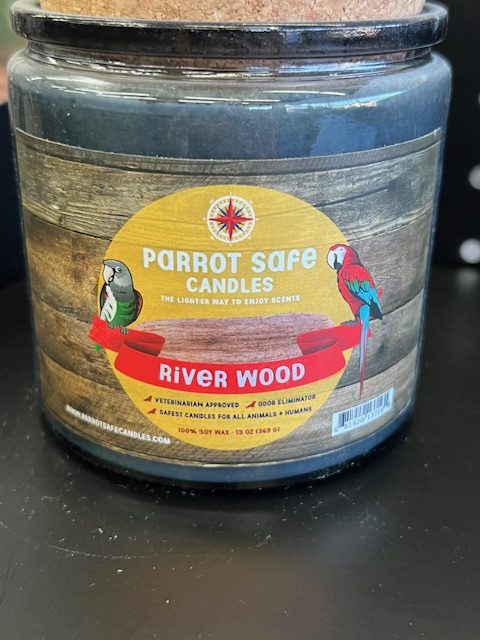 PARROT SAFE
CANDLES
THE LIGHTER WAY TO ENJOY SCENTS
RIVER WOOD
VETERINARIAN APPROVED ODOR ELIMINATOR
SAFEST CANDLES FOR ALL ANIMALS + HUMANS
100% SOY WAX - 13 OZ (369 G)
WWW.PARROTSAFECANDLES.COM